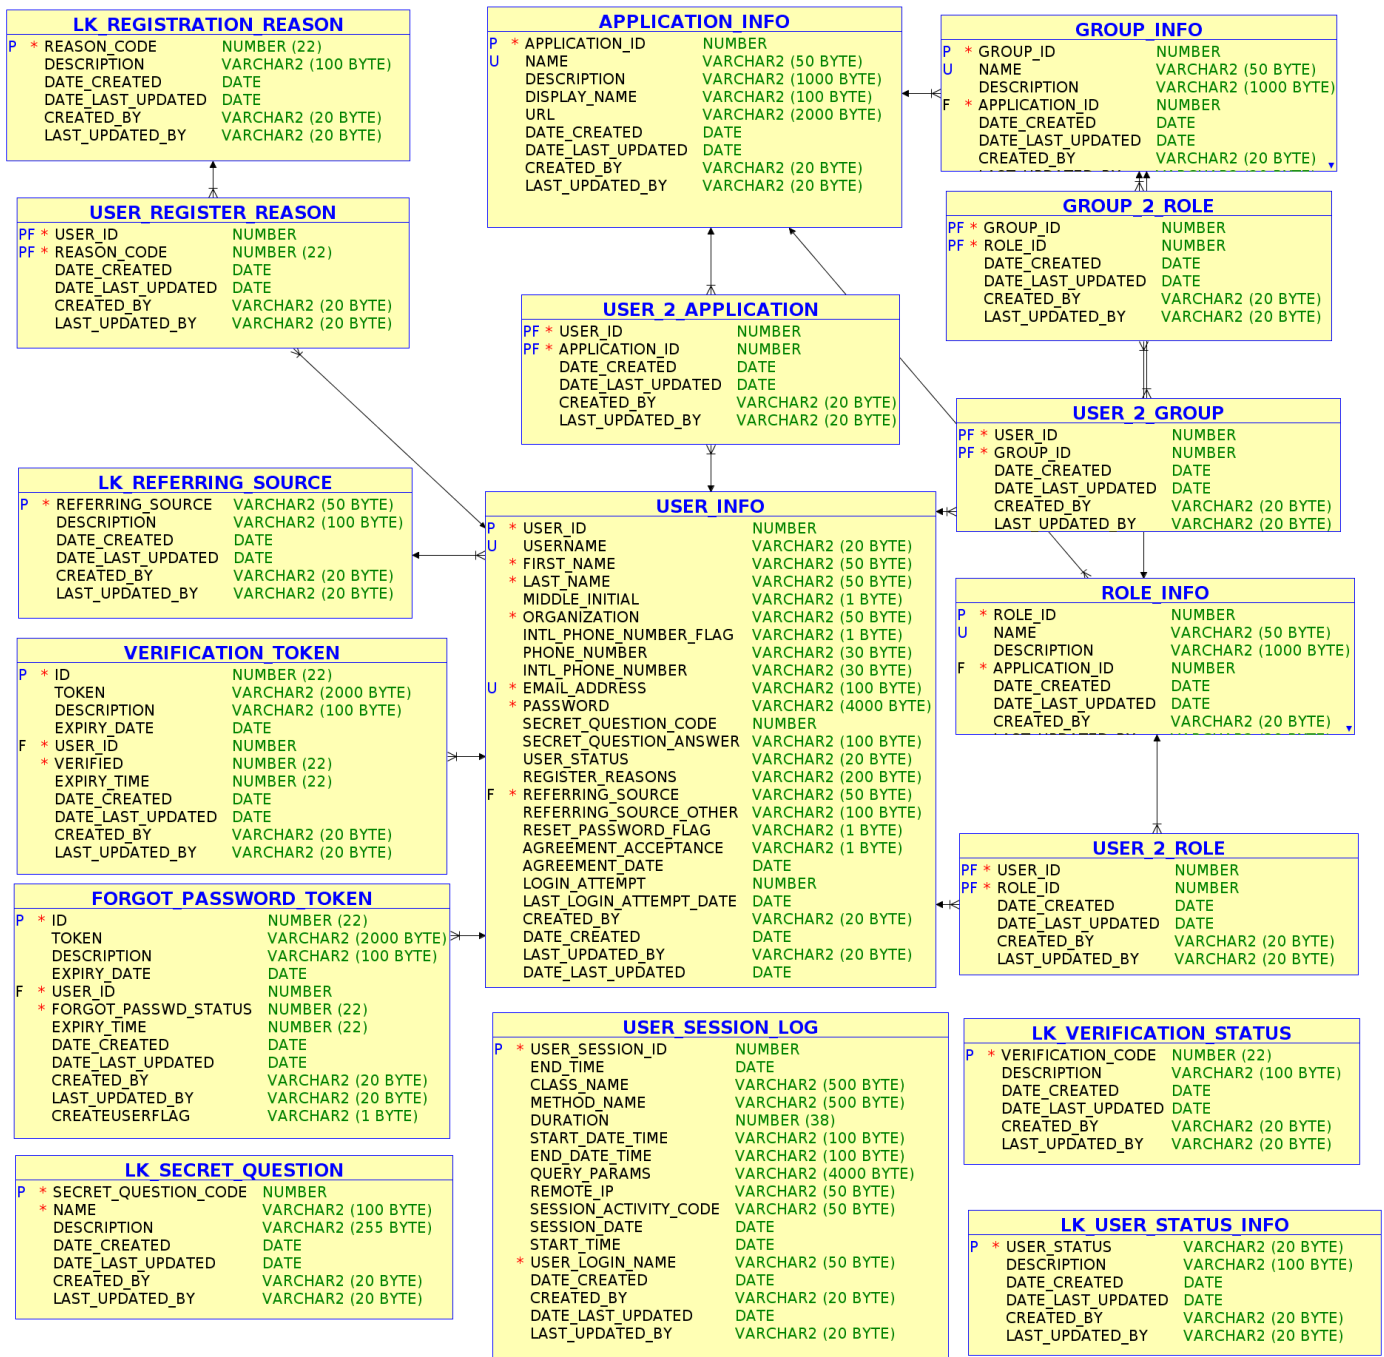 LK_REGISTRATION_REASON
P * REASON_CODE NUMBER (22)
DESCRIPTION VARCHAR2 (100 BYTE)
DATE_CREATED DATE
DATE_LAST_UPDATED DATE
CREATED_BY VARCHAR2 (20 BYTE)
LAST_UPDATED_BY VARCHAR2 (20 BYTE)
APPLICATION_INFO
P * APPLICATION_ID NUMBER
U NAME VARCHAR2 (50 BYTE)
DESCRIPTION VARCHAR2 (1000 BYTE)
DISPLAY_NAME VARCHAR2 (100 BYTE)
URL VARCHAR2 (2000 BYTE)
DATE_CREATED DATE
DATE_LAST_UPDATED DATE
CREATED_BY VARCHAR2 (20 BYTE)
LAST_UPDATED_BY VARCHAR2 (20 BYTE)
GROUP_INFO
P * GROUP_ID NUMBER
U NAME VARCHAR2 (50 BYTE)
DESCRIPTION VARCHAR2 (1000 BYTE)
F * APPLICATION_ID NUMBER
DATE_CREATED DATE
DATE_LAST_UPDATED DATE
CREATED_BY VARCHAR2 (20 BYTE)
USER_REGISTER_REASON
PF * USER_ID NUMBER
PF * REASON_CODE NUMBER (22)
DATE_CREATED DATE
DATE_LAST_UPDATED DATE
CREATED_BY VARCHAR2 (20 BYTE)
LAST_UPDATED_BY VARCHAR2 (20 BYTE)
GROUP_2_ROLE
PF * GROUP_ID NUMBER
PF * ROLE_ID NUMBER
DATE_CREATED DATE
DATE_LAST_UPDATED DATE
CREATED_BY VARCHAR2 (20 BYTE)
LAST_UPDATED_BY VARCHAR2 (20 BYTE)
USER_2_APPLICATION
PF * USER_ID NUMBER
PF * APPLICATION_ID NUMBER
DATE_CREATED DATE
DATE_LAST_UPDATED DATE
CREATED_BY VARCHAR2 (20 BYTE)
LAST_UPDATED_BY VARCHAR2 (20 BYTE)
USER_2_GROUP
PF * USER_ID NUMBER
PF * GROUP_ID NUMBER
DATE_CREATED DATE
DATE_LAST_UPDATED DATE
CREATED_BY VARCHAR2 (20 BYTE)
LAST_UPDATED_BY VARCHAR2 (20 BYTE)
LK_REFERRING_SOURCE
P * REFERRING_SOURCE VARCHAR2 (50 BYTE)
DESCRIPTION VARCHAR2 (100 BYTE)
DATE_CREATED DATE
DATE_LAST_UPDATED DATE
CREATED_BY VARCHAR2 (20 BYTE)
LAST_UPDATED_BY VARCHAR2 (20 BYTE)
USER_INFO
P * USER_ID NUMBER
U USERNAME VARCHAR2 (20 BYTE)
* FIRST_NAME VARCHAR2 (50 BYTE)
* LAST_NAME VARCHAR2 (50 BYTE)
MIDDLE_INITIAL VARCHAR2 (1 BYTE)
* ORGANIZATION VARCHAR2 (50 BYTE)
INTL_PHONE_NUMBER_FLAG VARCHAR2 (1 BYTE)
PHONE_NUMBER VARCHAR2 (30 BYTE)
INTL_PHONE_NUMBER VARCHAR2 (30 BYTE)
U * EMAIL_ADDRESS VARCHAR2 (100 BYTE)
* PASSWORD VARCHAR2 (4000 BYTE)
SECRET_QUESTION_CODE NUMBER
SECRET_QUESTION_ANSWER VARCHAR2 (100 BYTE)
USER_STATUS VARCHAR2 (20 BYTE)
REGISTER_REASONS VARCHAR2 (200 BYTE)
F * REFERRING_SOURCE VARCHAR2 (50 BYTE)
REFERRING_SOURCE_OTHER VARCHAR2 (100 BYTE)
RESET_PASSWORD_FLAG VARCHAR2 (1 BYTE)
AGREEMENT_ACCEPTANCE VARCHAR2 (1 BYTE)
AGREEMENT_DATE DATE
LOGIN_ATTEMPT NUMBER
LAST_LOGIN_ATTEMPT_DATE DATE
CREATED_BY VARCHAR2 (20 BYTE)
DATE_CREATED DATE
LAST_UPDATED_BY VARCHAR2 (20 BYTE)
DATE_LAST_UPDATED DATE
ROLE_INFO
P * ROLE_ID NUMBER
U NAME VARCHAR2 (50 BYTE)
DESCRIPTION VARCHAR2 (1000 BYTE)
F * APPLICATION_ID NUMBER
DATE_CREATED DATE
DATE_LAST_UPDATED DATE
CREATED_BY VARCHAR2 (20 BYTE)
VERIFICATION_TOKEN
P * ID NUMBER (22)
TOKEN VARCHAR2 (2000 BYTE)
DESCRIPTION VARCHAR2 (100 BYTE)
EXPIRY_DATE DATE
F * USER_ID NUMBER
* VERIFIED NUMBER (22)
EXPIRY_TIME NUMBER (22)
DATE_CREATED DATE
DATE_LAST_UPDATED DATE
CREATED_BY VARCHAR2 (20 BYTE)
LAST_UPDATED_BY VARCHAR2 (20 BYTE)
USER_2_ROLE
PF * USER_ID NUMBER
PF * ROLE_ID NUMBER
DATE_CREATED DATE
DATE_LAST_UPDATED DATE
CREATED_BY VARCHAR2 (20 BYTE)
LAST_UPDATED_BY VARCHAR2 (20 BYTE)
FORGOT_PASSWORD_TOKEN
P * ID NUMBER (22)
TOKEN VARCHAR2 (2000 BYTE)
DESCRIPTION VARCHAR2 (100 BYTE)
EXPIRY_DATE DATE
F * USER_ID NUMBER
* FORGOT_PASSWD_STATUS NUMBER (22)
EXPIRY_TIME NUMBER (22)
DATE_CREATED DATE
DATE_LAST_UPDATED DATE
CREATED_BY VARCHAR2 (20 BYTE)
LAST_UPDATED_BY VARCHAR2 (20 BYTE)
CREATEUSERFLAG VARCHAR2 (1 BYTE)
USER_SESSION_LOG
P * USER_SESSION_ID NUMBER
END_TIME DATE
CLASS_NAME VARCHAR2 (500 BYTE)
METHOD_NAME VARCHAR2 (500 BYTE)
DURATION NUMBER (38)
START_DATE_TIME VARCHAR2 (100 BYTE)
END_DATE_TIME VARCHAR2 (100 BYTE)
QUERY_PARAMS VARCHAR2 (4000 BYTE)
REMOTE_IP VARCHAR2 (50 BYTE)
SESSION_ACTIVITY_CODE VARCHAR2 (50 BYTE)
SESSION_DATE DATE
START_TIME DATE
* USER_LOGIN_NAME VARCHAR2 (50 BYTE)
DATE_CREATED DATE
CREATED_BY VARCHAR2 (20 BYTE)
DATE_LAST_UPDATED DATE
LAST_UPDATED_BY VARCHAR2 (20 BYTE)
LK_VERIFICATION_STATUS
P * VERIFICATION_CODE NUMBER (22)
DESCRIPTION VARCHAR2 (100 BYTE)
DATE_CREATED DATE
DATE_LAST_UPDATED DATE
CREATED_BY VARCHAR2 (20 BYTE)
LAST_UPDATED_BY VARCHAR2 (20 BYTE)
LK_SECRET_QUESTION
P * SECRET_QUESTION_CODE NUMBER
* NAME VARCHAR2 (100 BYTE)
DESCRIPTION VARCHAR2 (255 BYTE)
DATE_CREATED DATE
DATE_LAST_UPDATED DATE
CREATED_BY VARCHAR2 (20 BYTE)
LAST_UPDATED_BY VARCHAR2 (20 BYTE)
LK_USER_STATUS_INFO
P * USER_STATUS VARCHAR2 (20 BYTE)
DESCRIPTION VARCHAR2 (100 BYTE)
DATE_CREATED DATE
DATE_LAST_UPDATED DATE
CREATED_BY VARCHAR2 (20 BYTE)
LAST_UPDATED_BY VARCHAR2 (20 BYTE)